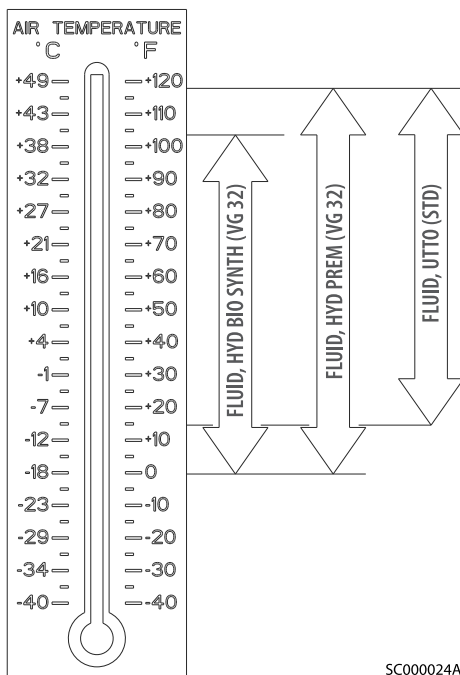 AIR TEMPERATURE
°C °F
+49 +120
+43 +110
+38 +100
+32 +90
+27 +80
+21 +70
+16 +60
+10 +50
+4 +40
-1 +30
-7 +20
-12 +10
-18 0
-23 -10
-29 -20
-34 -30
-40 -40
FLUID, HYD BIO SYNTH (VG 32)
FLUID, HYD PREM (VG 32)
FLUID, UTTO (STD)
SC000024A